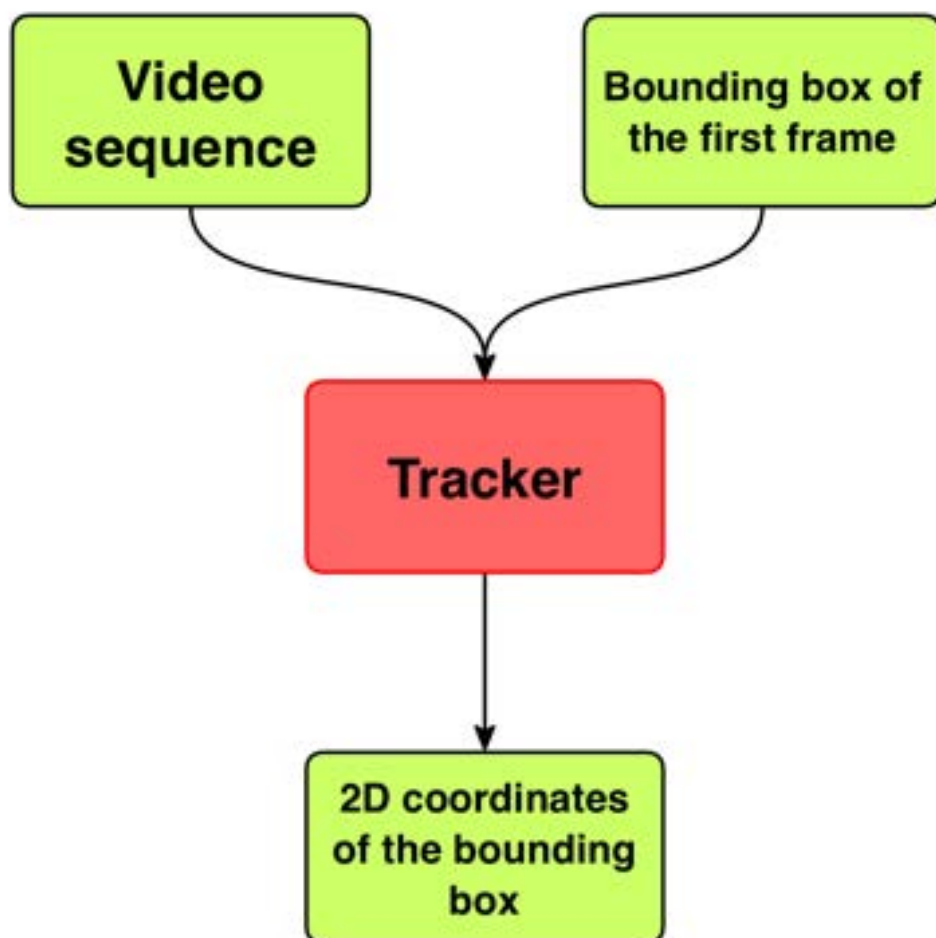 Video
sequence
Bounding box of
the first frame
Tracker
2D coordinates
of the bounding
box